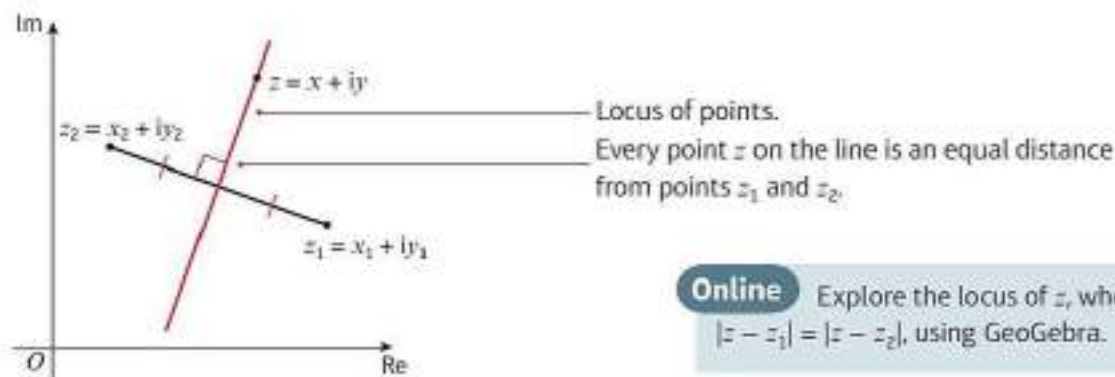 Im
z = x + iy
z₂ = x₂ + iy₂
Locus of points.
Every point z on the line is an equal distance
from points z₁ and z₂.
z₁ = x₁ + iy₁
Online Explore the locus of z, whe
|z − z₁| = |z − z₂|, using GeoGebra.
O
Re